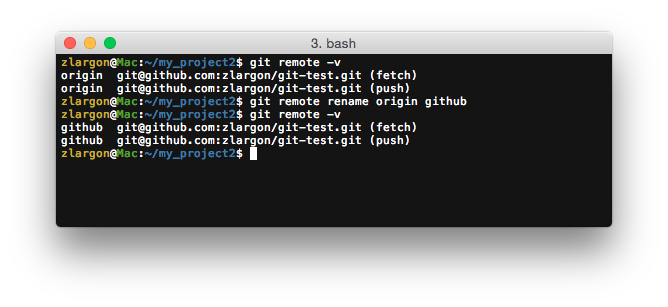 3. bash
zlargon@Mac:~/my_project2$ git remote -v
origin  git@github.com:zlargon/git-test.git (fetch)
origin  git@github.com:zlargon/git-test.git (push)
zlargon@Mac:~/my_project2$ git remote rename origin github
zlargon@Mac:~/my_project2$ git remote -v
github  git@github.com:zlargon/git-test.git (fetch)
github  git@github.com:zlargon/git-test.git (push)
zlargon@Mac:~/my_project2$